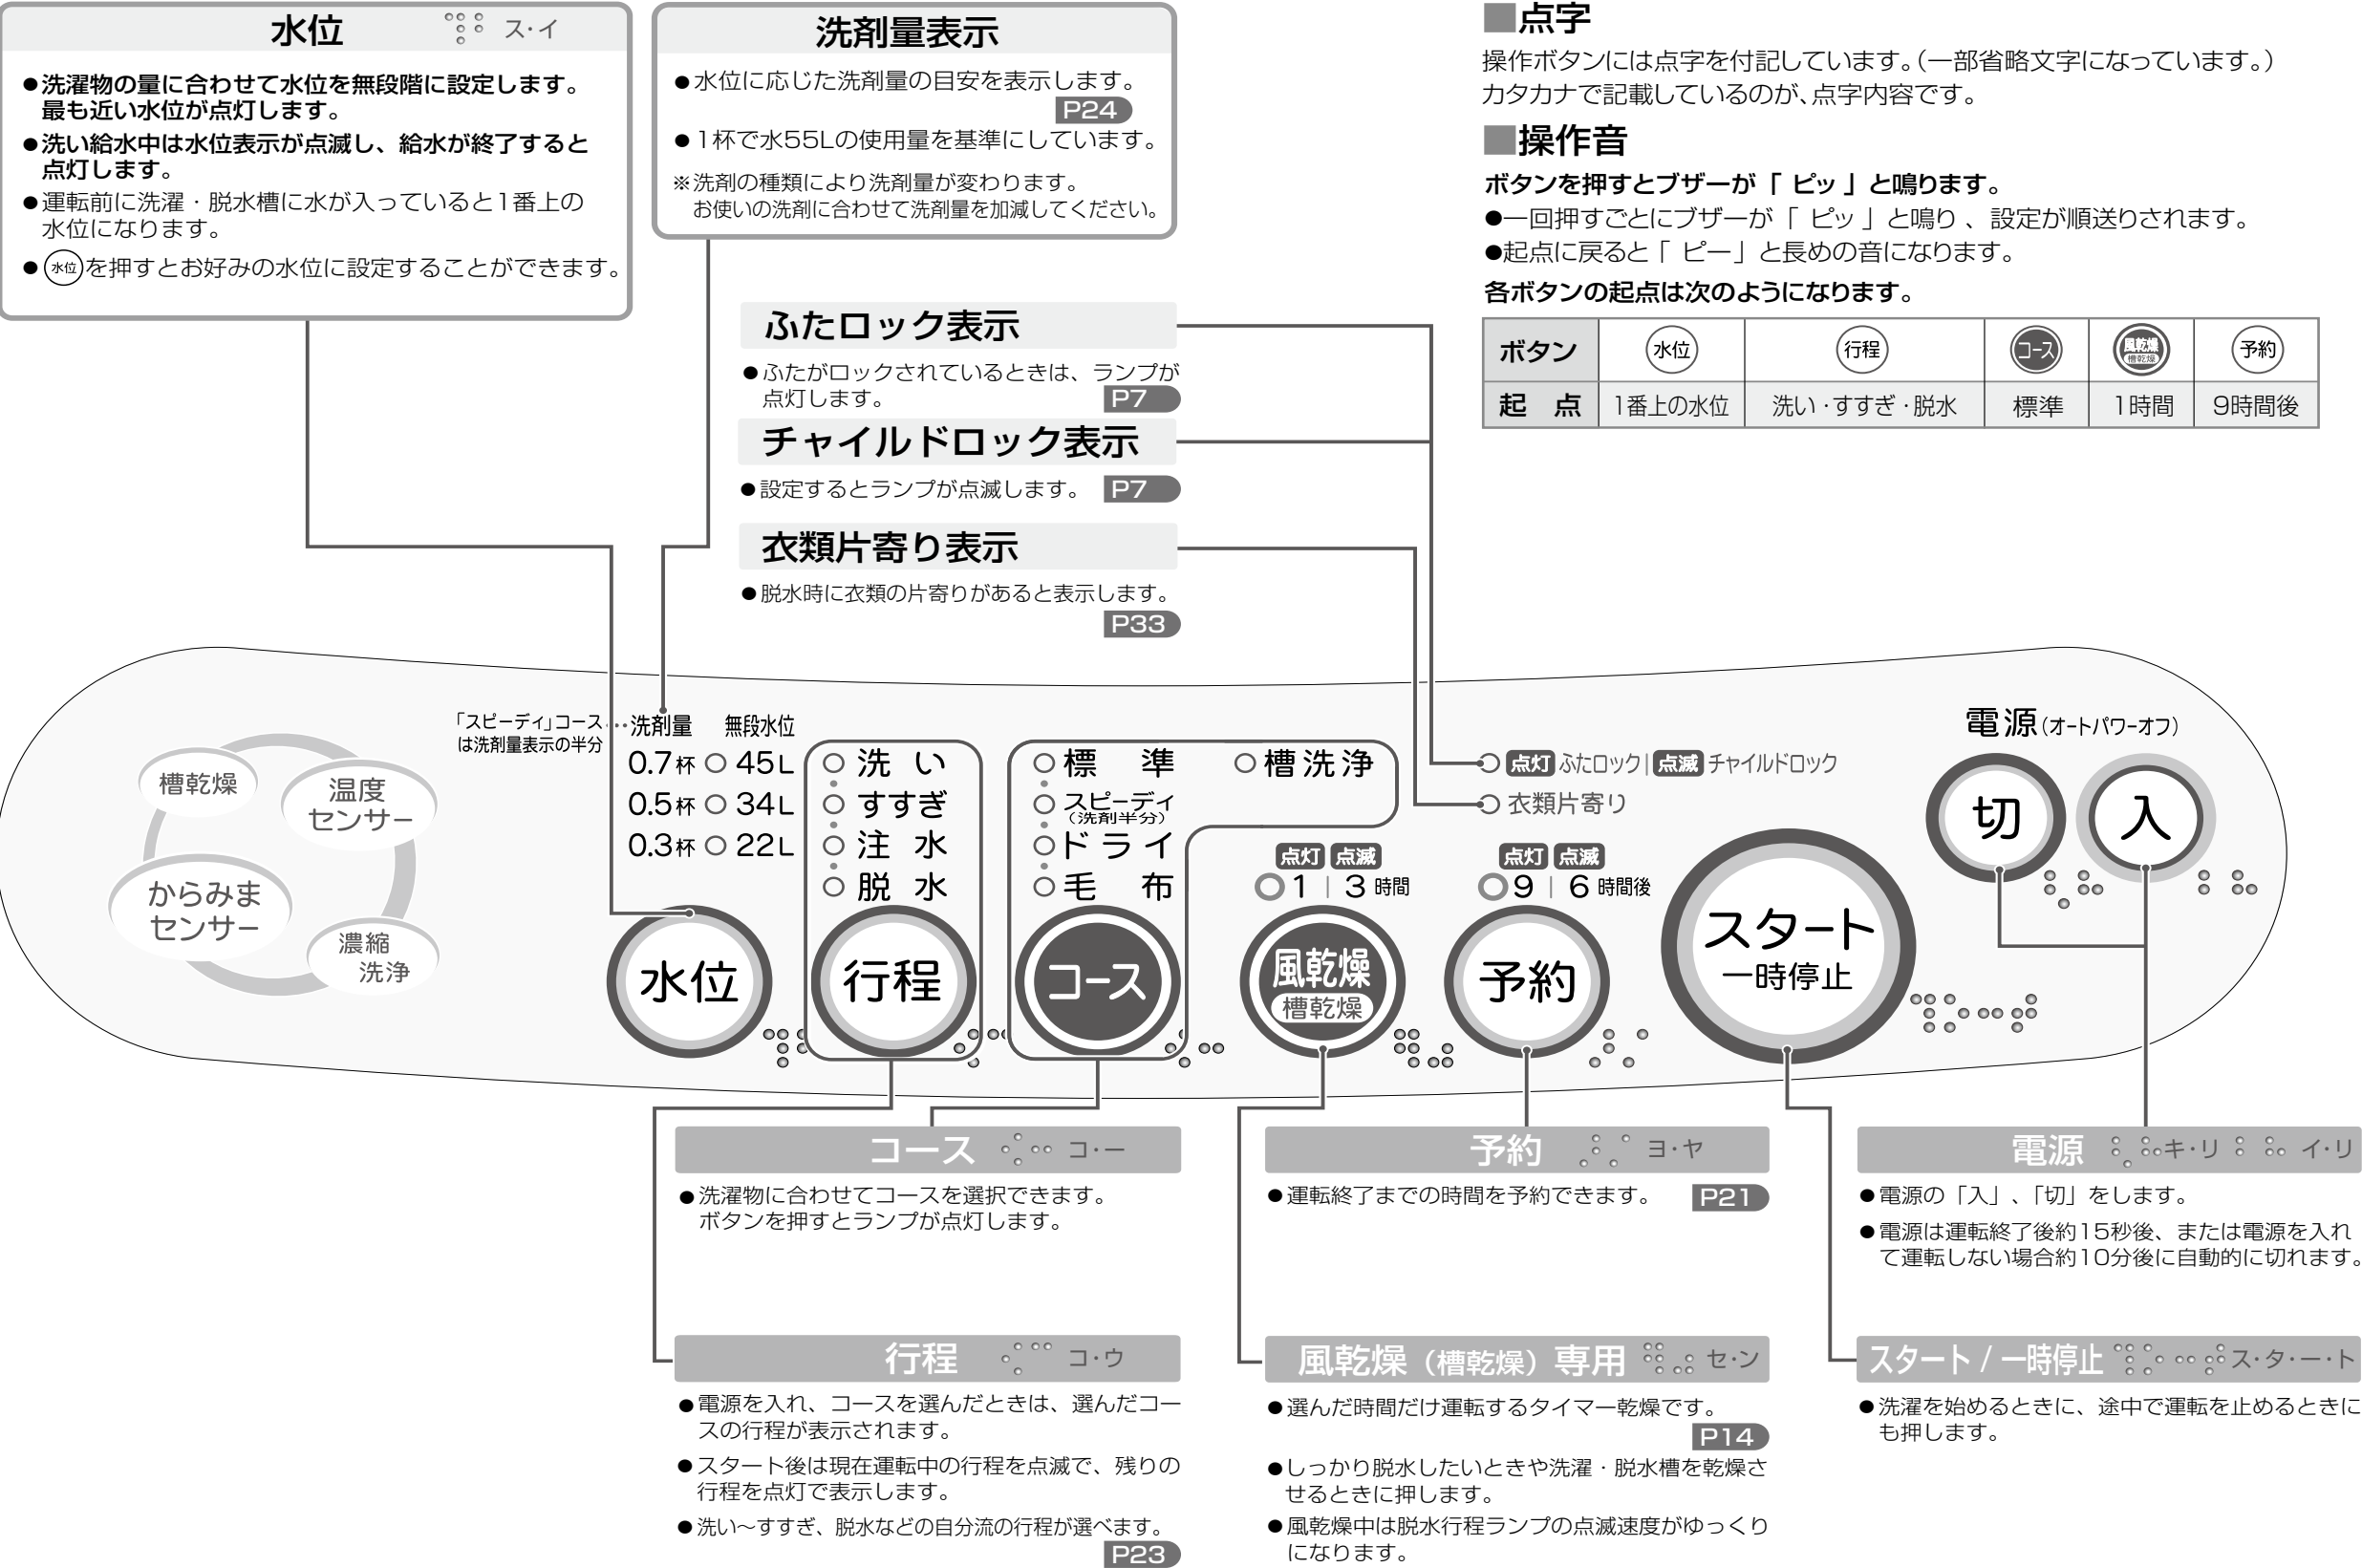 水位 ス・イ
●洗濯物の量に合わせて水位を無段階に設定します。
最も近い水位が点灯します。
●洗い給水中は水位表示が点滅し、給水が終了すると
点灯します。
●運転前に洗濯・脱水槽に水が入っていると1番上の
水位になります。
●水位を押すとお好みの水位に設定することができます。
洗剤量表示
●水位に応じた洗剤量の目安を表示します。
P24
●1杯で水55Lの使用量を基準にしています。
※洗剤の種類により洗剤量が変わります。
お使いの洗剤に合わせて洗剤量を加減してください。
■点字
操作ボタンには点字を付記しています。(一部省略文字になっています。)
カタカナで記載しているのが、点字内容です。
■操作音
ボタンを押すとブザーが「 ピッ 」と鳴ります。
●一回押すごとにブザーが「 ピッ 」と鳴り 、設定が順送りされます。
●起点に戻ると「 ピー」と長めの音になります。
各ボタンの起点は次のようになります。
ボタン 水位 行程 コース 風乾燥 槽乾燥 予約
起 点 1番上の水位 洗い・すすぎ・脱水 標準 1時間 9時間後
ふたロック表示
●ふたがロックされているときは、ランプが
点灯します。 P7
チャイルドロック表示
●設定するとランプが点滅します。 P7
衣類片寄り表示
●脱水時に衣類の片寄りがあると表示します。
P33
槽乾燥
温度
センサー
からみま
センサー
濃縮
洗浄
「スピーディ」コース
は洗剤量表示の半分
洗剤量 無段水位
0.7杯 45L
0.5杯 34L
0.3杯 22L
水位
洗 い
すすぎ
注 水
脱 水
行程
標 準
スピーディ
(洗剤半分)
ドライ
毛 布
槽洗浄
コース
点灯 点滅
1 | 3 時間
風乾燥
槽乾燥
点灯 ふたロック | 点滅 チャイルドロック
衣類片寄り
点灯 点滅
9 | 6 時間後
予約
スタート
一時停止
電源(オートパワーオフ)
切 入
コース コ・ー
●洗濯物に合わせてコースを選択できます。
ボタンを押すとランプが点灯します。
行程 コ・ウ
●電源を入れ、コースを選んだときは、選んだコー
スの行程が表示されます。
●スタート後は現在運転中の行程を点滅で、残りの
行程を点灯で表示します。
●洗い～すすぎ、脱水などの自分流の行程が選べます。
P23
予約 ヨ・ヤ
●運転終了までの時間を予約できます。 P21
風乾燥(槽乾燥)専用 セ・ン
●選んだ時間だけ運転するタイマー乾燥です。
P14
●しっかり脱水したいときや洗濯・脱水槽を乾燥さ
せるときに押します。
●風乾燥中は脱水行程ランプの点滅速度がゆっくり
になります。
電源 キ・リ イ・リ
●電源の「入」、「切」をします。
●電源は運転終了後約15秒後、または電源を入れ
て運転しない場合約10分後に自動的に切れます。
スタート / 一時停止 ス・タ・ー・ト
●洗濯を始めるときに、途中で運転を止めるときに
も押します。